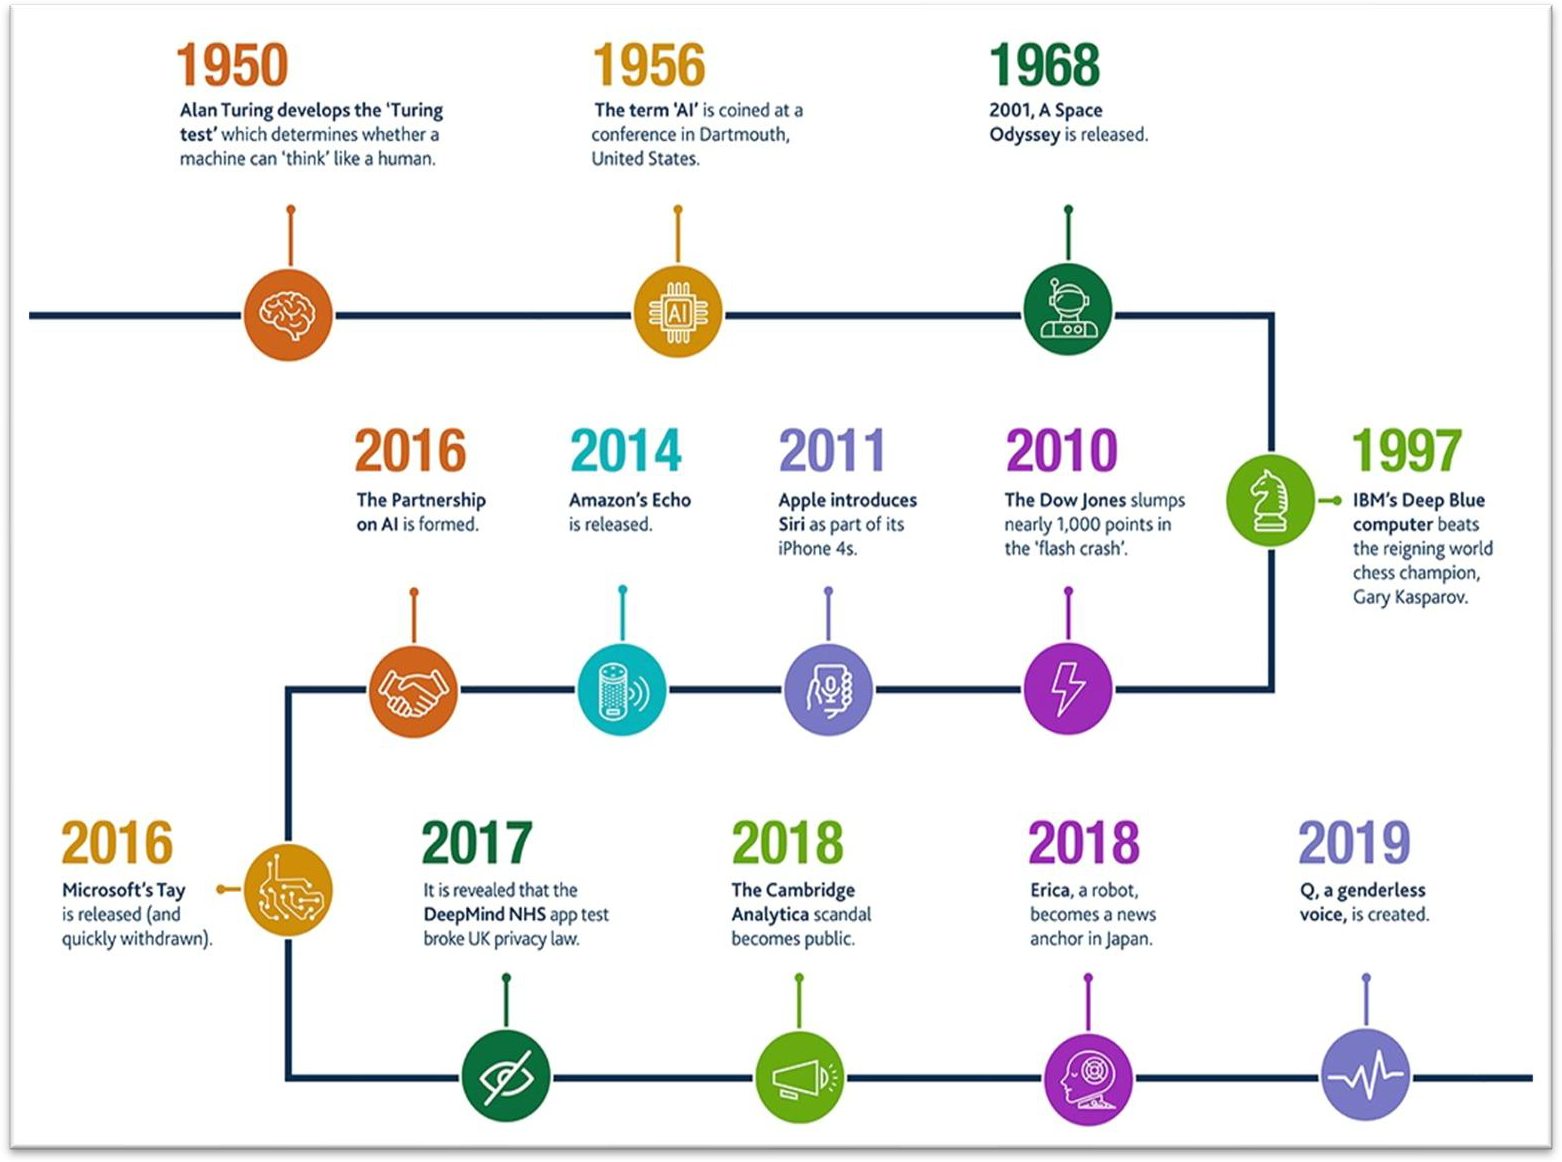 1950
Alan Turing develops the 'Turing
test' which determines whether a
machine can 'think' like a human.
1956
The term 'AI' is coined at a
conference in Dartmouth,
United States.
1968
2001, A Space
Odyssey is released.
AI
2016
The Partnership
on AI is formed.
2014
Amazon's Echo
is released.
2011
Apple introduces
Siri as part of its
iPhone 4s.
2010
The Dow Jones slumps
nearly 1,000 points in
the 'flash crash'.
1997
IBM's Deep Blue
computer beats
the reigning world
chess champion,
Gary Kasparov.
2016
Microsoft's Tay
is released (and
quickly withdrawn).
2017
It is revealed that the
DeepMind NHS app test
broke UK privacy law.
2018
The Cambridge
Analytica scandal
becomes public.
2018
Erica, a robot,
becomes a news
anchor in Japan.
2019
Q, a genderless
voice, is created.